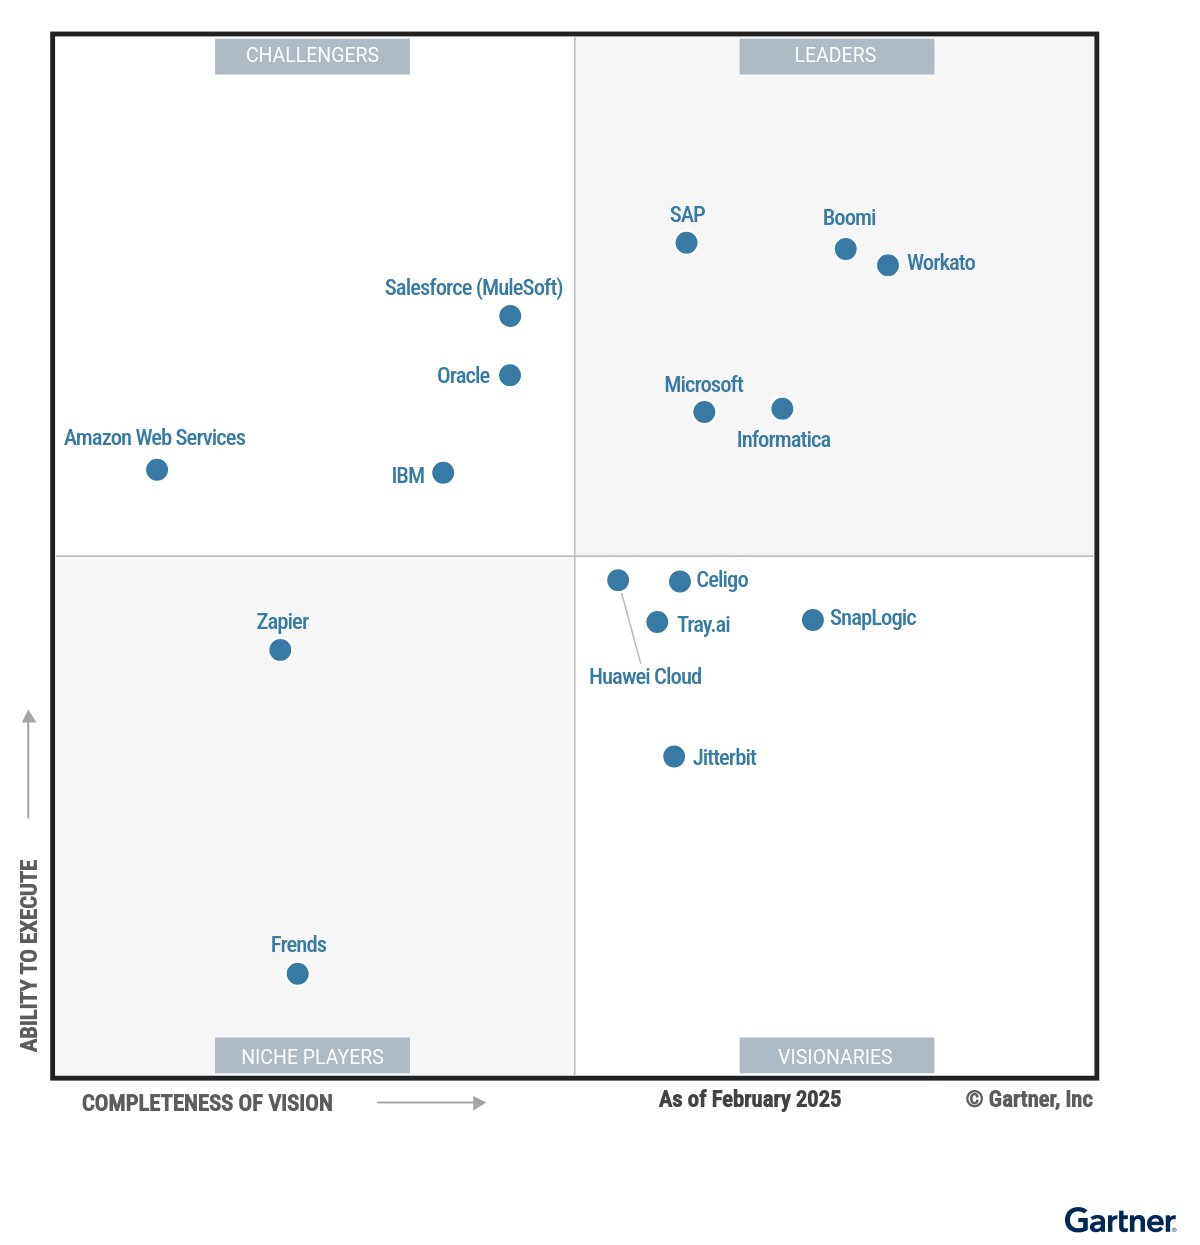 CHALLENGERS
LEADERS
SAP
Boomi
Workato
Salesforce (MuleSoft)
Oracle
Microsoft
Informatica
Amazon Web Services
IBM
Celigo
Zapier
Tray.ai
SnapLogic
Huawei Cloud
Jitterbit
Frends
ABILITY TO EXECUTE
NICHE PLAYERS
VISIONARIES
COMPLETENESS OF VISION
As of February 2025
© Gartner, Inc
Gartner®